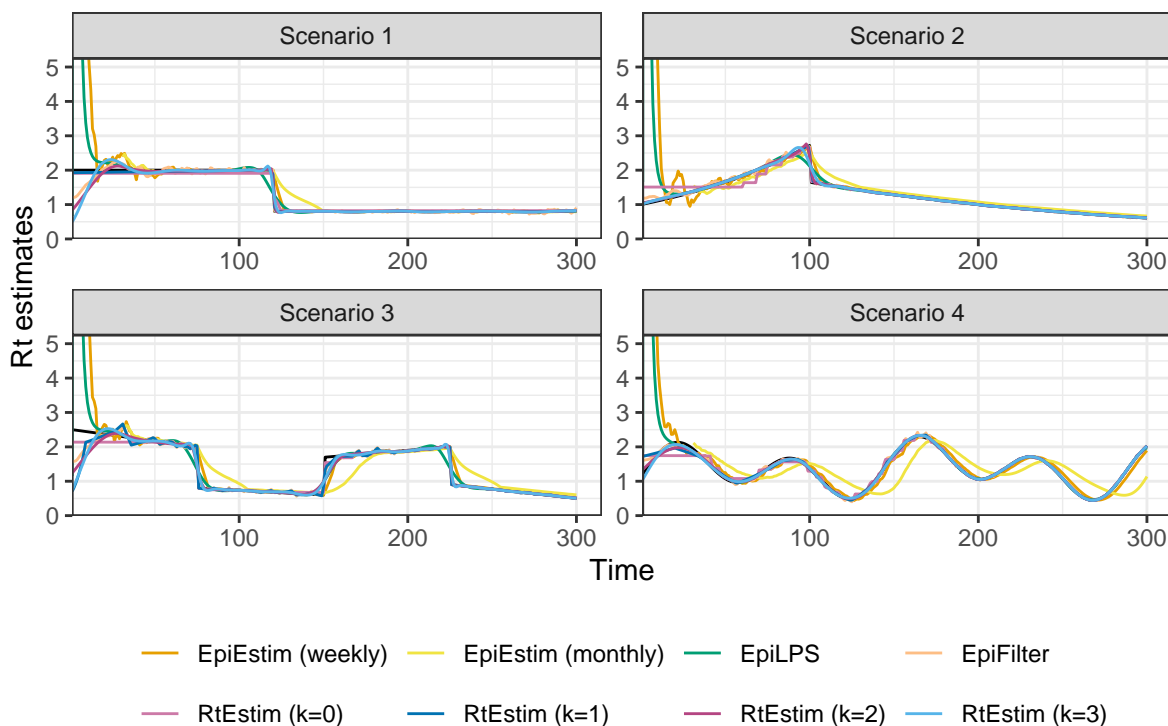 Scenario 1
Scenario 2
5
4
3
2
1
0
100
200
300
5
4
3
2
1
0
100
200
300
Rt estimates
Scenario 3
Scenario 4
5
4
3
2
1
0
100
200
300
5
4
3
2
1
0
100
200
300
Time
EpiEstim (weekly)
EpiEstim (monthly)
EpiLPS
EpiFilter
RtEstim (k=0)
RtEstim (k=1)
RtEstim (k=2)
RtEstim (k=3)